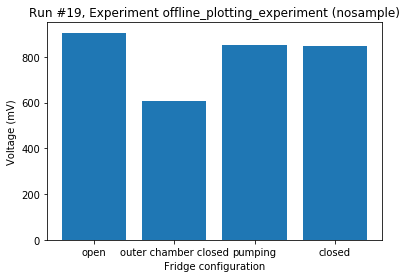 Run #19, Experiment offline_plotting_experiment (nosample)
Voltage (mV)
800
600
400
200
0
open outer chamber closed pumping closed
Fridge configuration